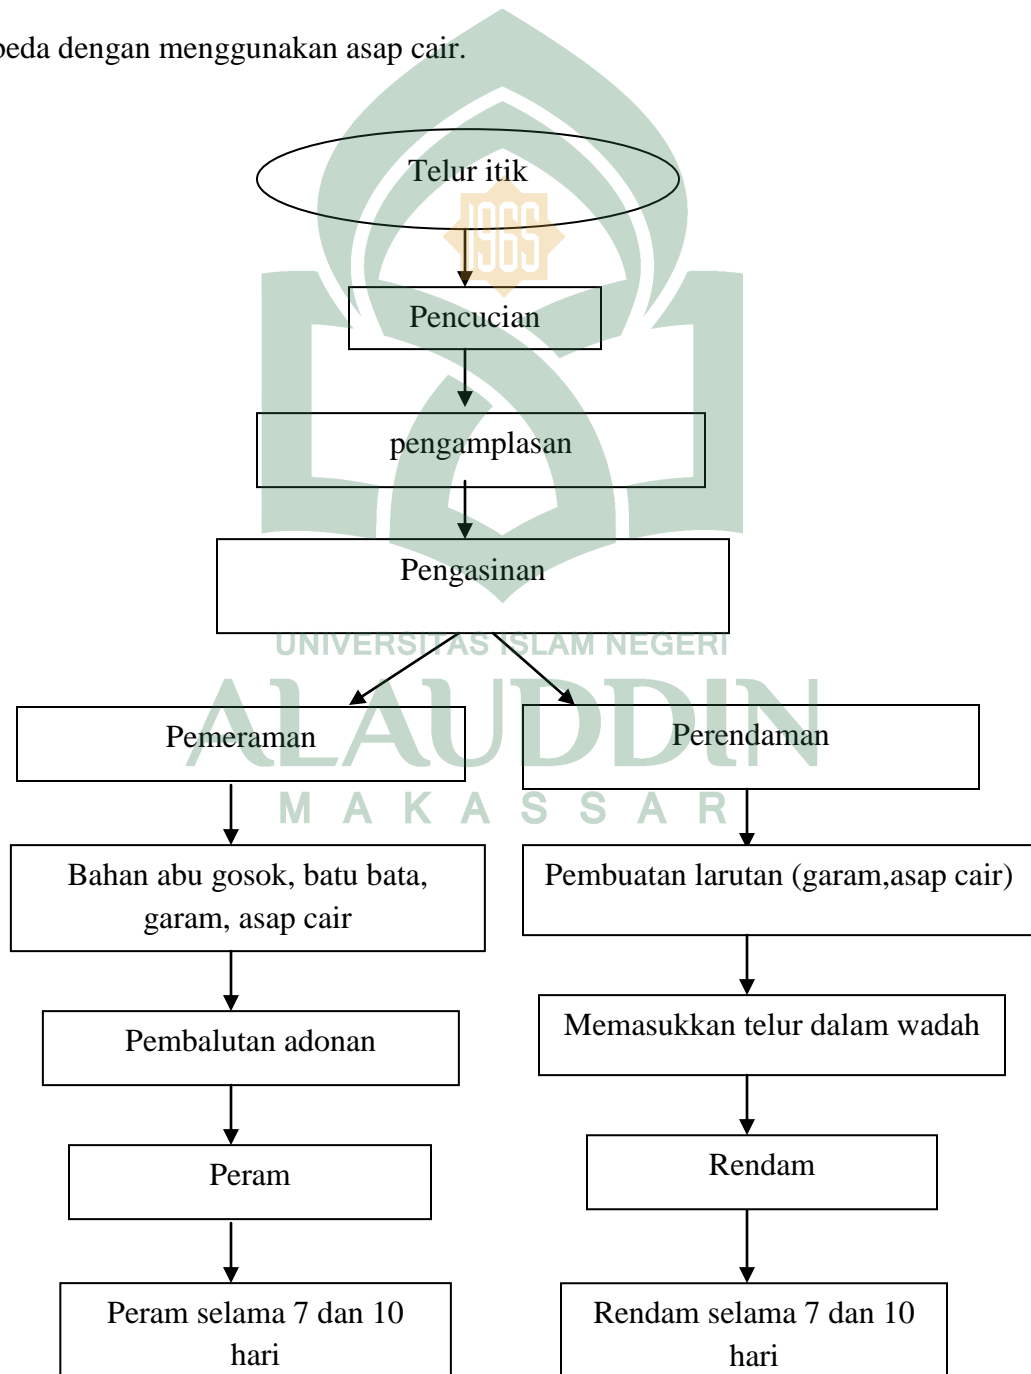 beda dengan menggunakan asap cair.
Telur itik
1965
Pencucian
pengamplasan
Pengasinan
UNIVERSITAS ISLAM NEGERI
ALAUDDIN
MAKASSAR
Pemeraman
Bahan abu gosok, batu bata,
garam, asap cair
Pembalutan adonan
Peram
Peram selama 7 dan 10
hari
Perendaman
Pembuatan larutan (garam,asap cair)
Memasukkan telur dalam wadah
Rendam
Rendam selama 7 dan 10
hari